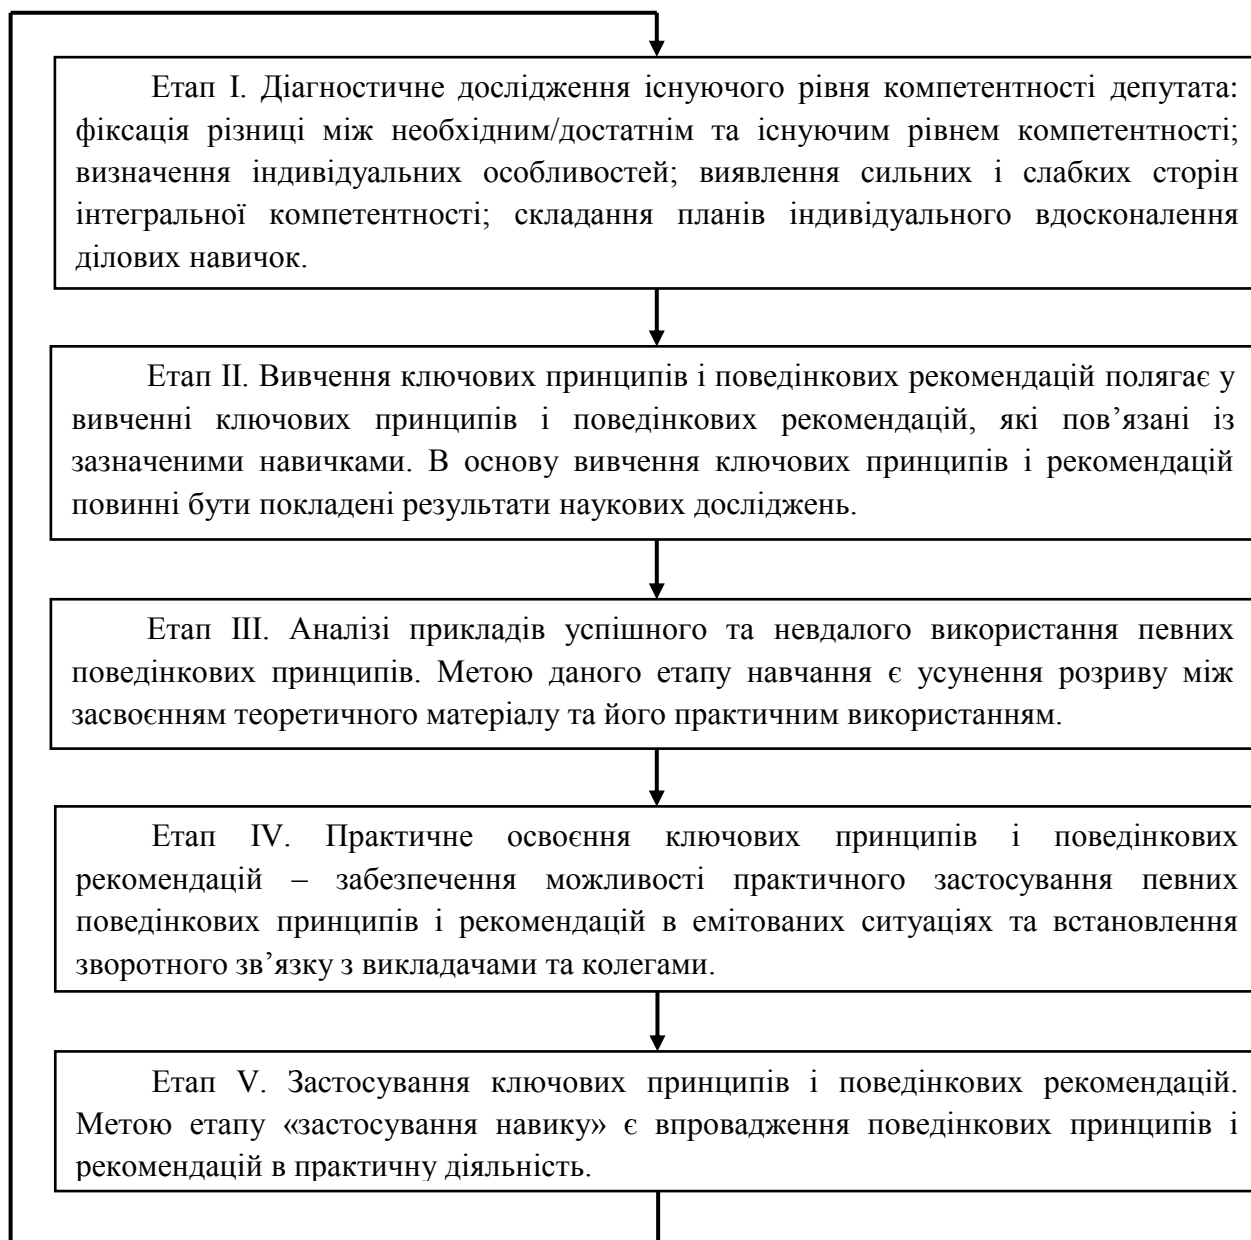 Етап I. Діагностичне дослідження існуючого рівня компетентності депутата:
фіксація різниці між необхідним/достатнім та існуючим рівнем компетентності;
визначення індивідуальних особливостей; виявлення сильних і слабких сторін
інтегральної компетентності; складання планів індивідуального вдосконалення
ділових навичок.
Етап II. Вивчення ключових принципів і поведінкових рекомендацій полягає у
вивченні ключових принципів і поведінкових рекомендацій, які пов’язані із
зазначеними навичками. В основу вивчення ключових принципів і рекомендацій
повинні бути покладені результати наукових досліджень.
Етап III. Аналізі прикладів успішного та невдалого використання певних
поведінкових принципів. Метою даного етапу навчання є усунення розриву між
засвоєнням теоретичного матеріалу та його практичним використанням.
Етап IV. Практичне освоєння ключових принципів і поведінкових
рекомендацій – забезпечення можливості практичного застосування певних
поведінкових принципів і рекомендацій в емітованих ситуаціях та встановлення
зворотного зв’язку з викладачами та колегами.
Етап V. Застосування ключових принципів і поведінкових рекомендацій.
Метою етапу «застосування навику» є впровадження поведінкових принципів і
рекомендацій в практичну діяльність.